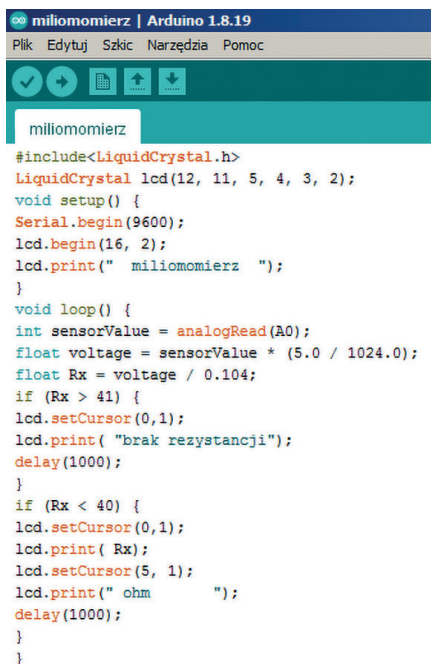 miliomomierz | Arduino 1.8.19
Plik Edytuj Szkic Narzędzia Pomoc
miliomomierz
#include<LiquidCrystal.h>
LiquidCrystal lcd(12, 11, 5, 4, 3, 2);
void setup() {
Serial.begin(9600);
lcd.begin(16, 2);
lcd.print("  miliomomierz  ");
}
void loop() {
int sensorValue = analogRead(A0);
float voltage = sensorValue * (5.0 / 1024.0);
float Rx = voltage / 0.104;
if (Rx > 41) {
lcd.setCursor(0,1);
lcd.print( "brak rezystancji");
delay(1000);
}
if (Rx < 40) {
lcd.setCursor(0,1);
lcd.print( Rx);
lcd.setCursor(5, 1);
lcd.print(" ohm        ");
delay(1000);
}
}